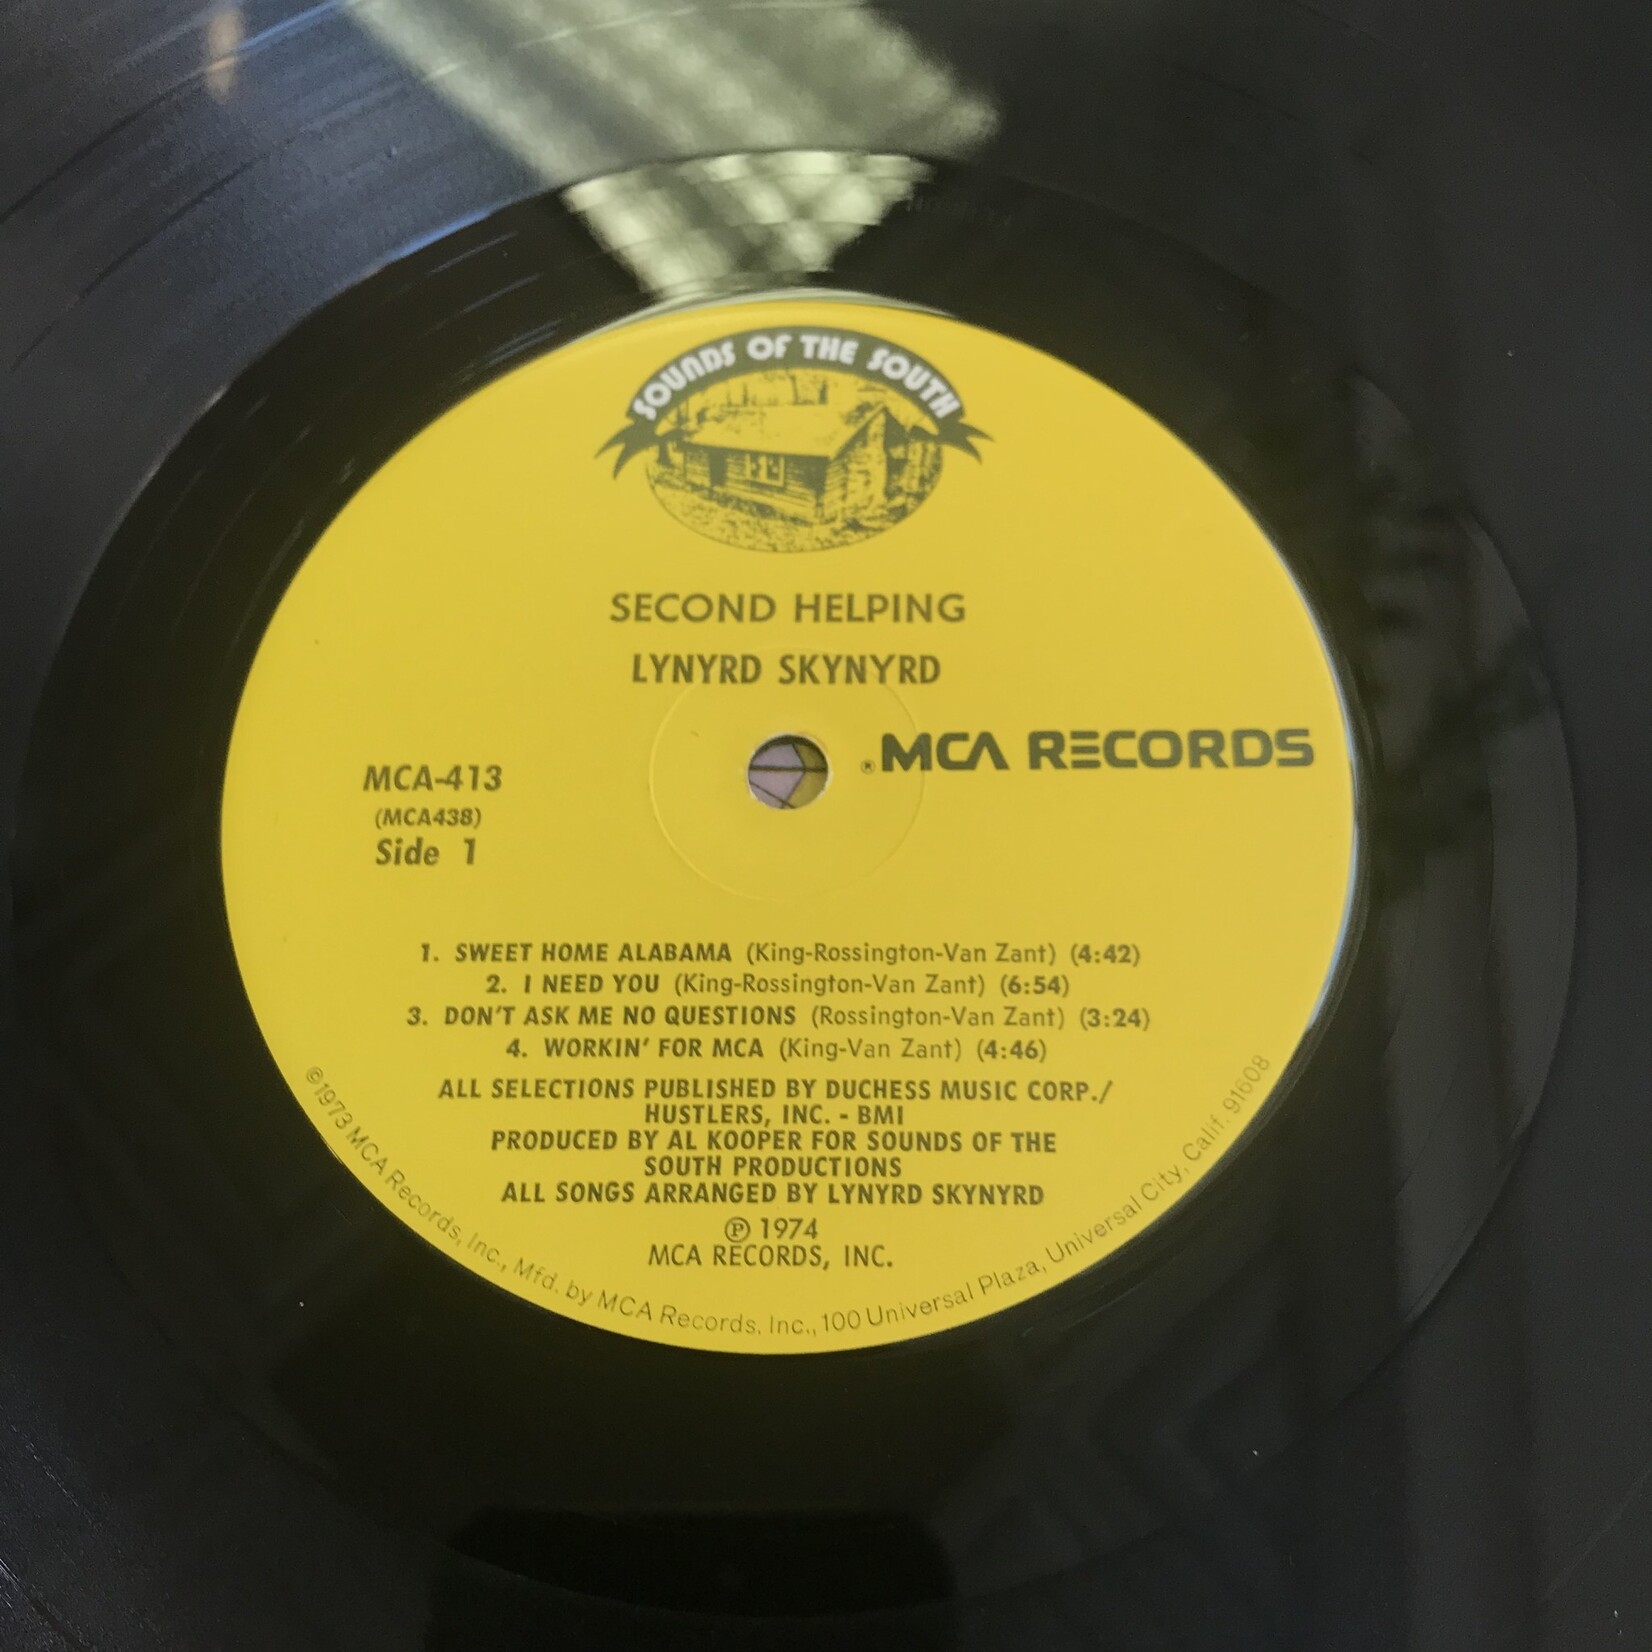 SOUNDS OF THE SOUTH
SECOND HELPING
LYNYRD SKYNYRD
® MCA RECORDS
MCA-413
(MCA438)
Side 1
1. SWEET HOME ALABAMA (King-Rossington-Van Zant) (4:42)
2. I NEED YOU (King-Rossington-Van Zant) (6:54)
3. DON'T ASK ME NO QUESTIONS (Rossington-Van Zant) (3:24)
4. WORKIN' FOR MCA (King-Van Zant) (4:46)
ALL SELECTIONS PUBLISHED BY DUCHESS MUSIC CORP./
HUSTLERS, INC. - BMI
PRODUCED BY AL KOOPER FOR SOUNDS OF THE
SOUTH PRODUCTIONS
ALL SONGS ARRANGED BY LYNYRD SKYNYRD
℗ 1974
MCA RECORDS, INC.
©1973 MCA Records, Inc., Mfd. by MCA Records, Inc., 100 Universal Plaza, Universal City, Calif. 91608